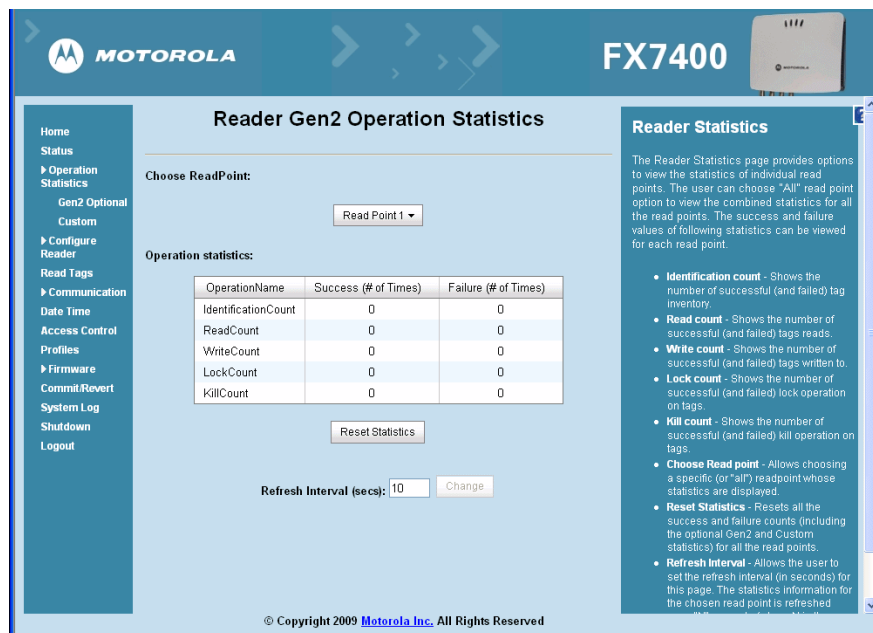 MOTOROLA
FX7400
MOTOROLA
Home
Status
Operation
Statistics
Gen2 Optional
Custom
Configure
Reader
Read Tags
Communication
Date Time
Access Control
Profiles
Firmware
Commit/Revert
System Log
Shutdown
Logout
Reader Gen2 Operation Statistics
Choose ReadPoint:
Read Point 1
Operation statistics:
OperationName Success (# of Times) Failure (# of Times)
IdentificationCount 0 0
ReadCount 0 0
WriteCount 0 0
LockCount 0 0
KillCount 0 0
Reset Statistics
Refresh Interval (secs): 10 Change
?
Reader Statistics
The Reader Statistics page provides options
to view the statistics of individual read
points. The user can choose "All" read point
option to view the combined statistics for all
the read points. The success and failure
values of following statistics can be viewed
for each read point.
• Identification count - Shows the
number of successful (and failed) tag
inventory.
• Read count - Shows the number of
successful (and failed) tags reads.
• Write count - Shows the number of
successful (and failed) tags written to.
• Lock count - Shows the number of
successful (and failed) lock operation
on tags.
• Kill count - Shows the number of
successful (and failed) kill operation on
tags.
• Choose Read point - Allows choosing
a specific (or "all") readpoint whose
statistics are displayed.
• Reset Statistics - Resets all the
success and failure counts (including
the optional Gen2 and Custom
statistics) for all the read points.
• Refresh Interval - Allows the user to
set the refresh interval (in seconds) for
this page. The statistics information for
the chosen read point is refreshed
© Copyright 2009 Motorola Inc. All Rights Reserved